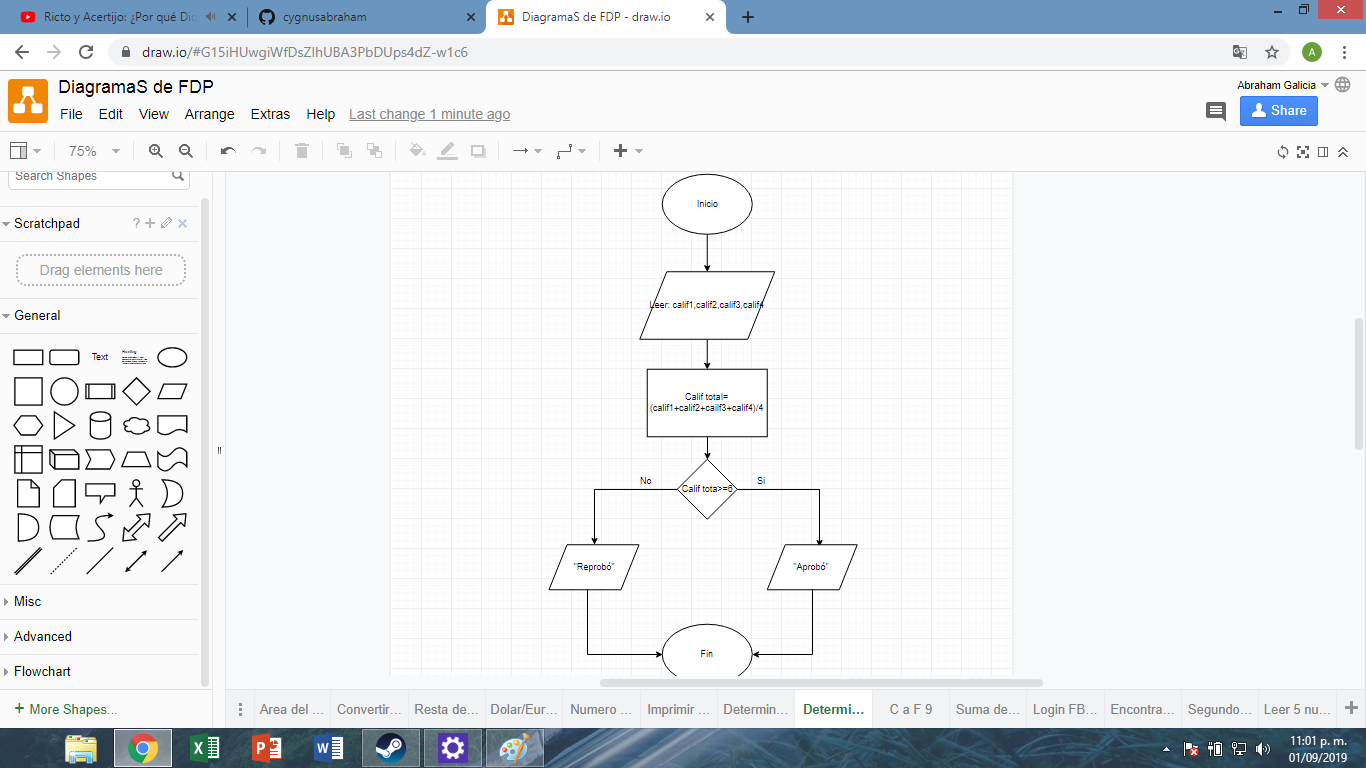 Ricto y Acertijo: ¿Por qué Dic
cygnusabraham
DiagramaS de FDP - draw.io
draw.io/#G15iHUwgiWfDsZIhUBA3PbDUps4dZ-w1c6
A
DiagramaS de FDP
Abraham Galicia
File Edit View Arrange Extras Help Last change 1 minute ago
Share
75%
Search Shapes
Scratchpad
?
Drag elements here
General
Text
Heading
Misc
Advanced
Flowchart
+ More Shapes...
Inicio
Leer: calif1,calif2,calif3,calif4
Calif total=
(calif1+calif2+cailf3+calif4)/4
No
Calif tota>=6
Si
"Reprobó"
"Aprobó"
Fin
Area del ...
Convertir...
Resta de...
Dolar/Eur...
Numero ...
Imprimir ...
Determin...
Determi...
C a F 9
Suma de...
Login FB...
Encontra...
Segundo...
Leer 5 nu...
11:01 p. m.
01/09/2019